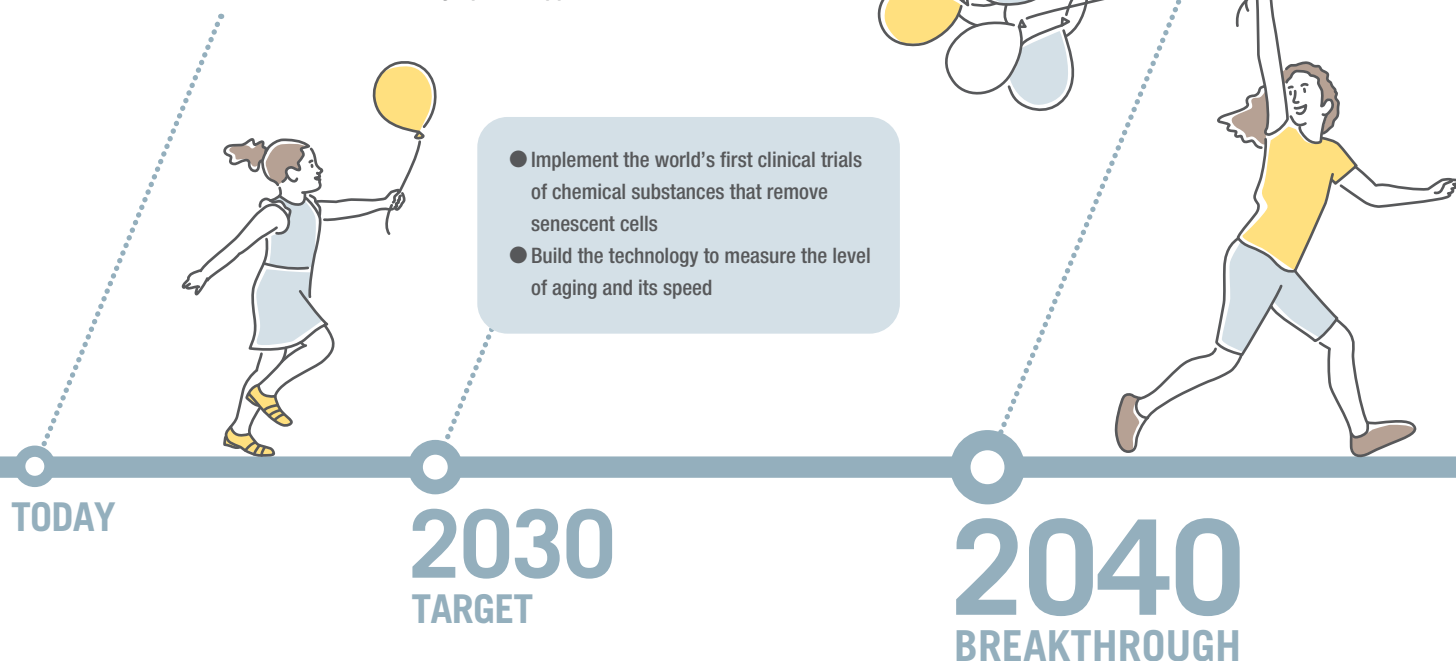 ● Implement the world's first clinical trials
of chemical substances that remove
senescent cells
● Build the technology to measure the level
of aging and its speed
TODAY
2030
TARGET
2040
BREAKTHROUGH